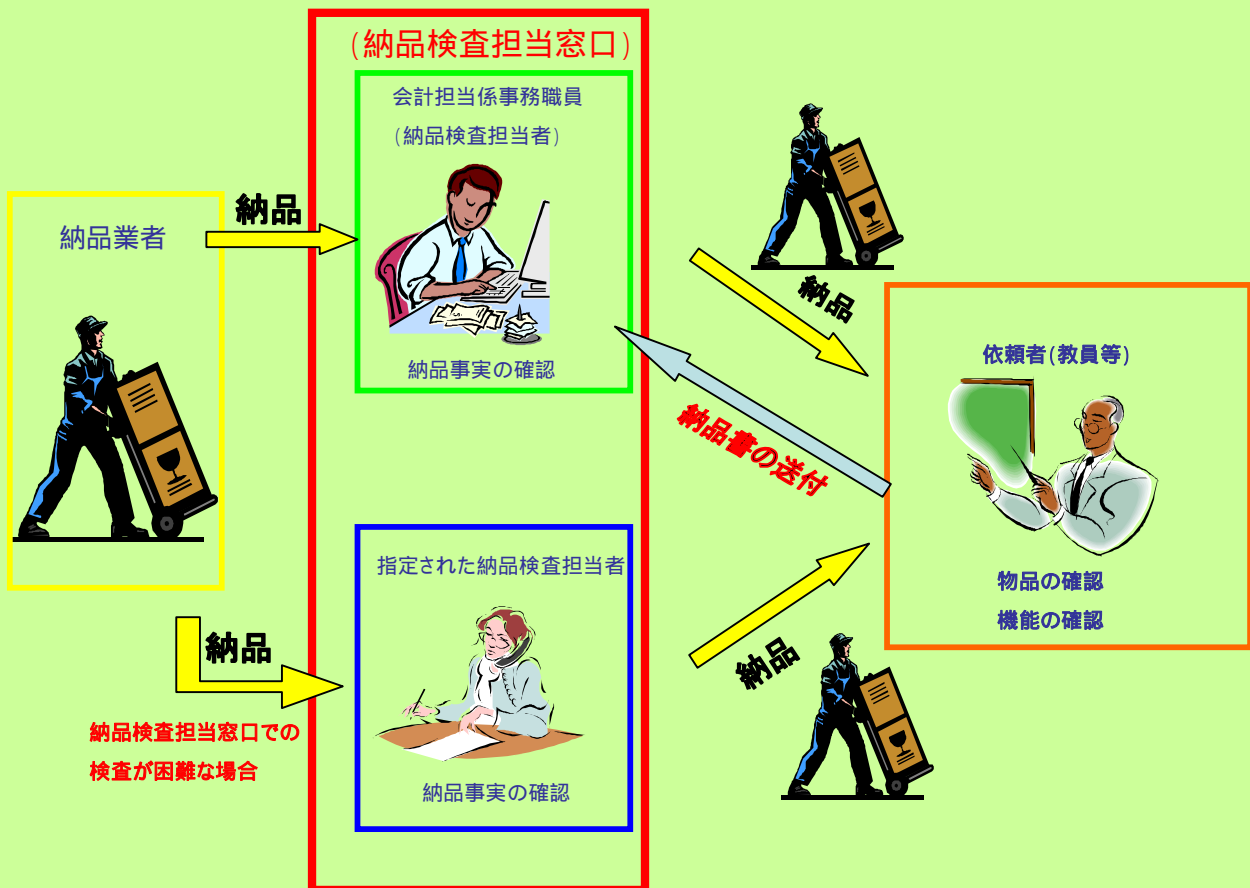 (納品検査担当窓口)
会計担当係事務職員
(納品検査担当者)
納品事実の確認
納品業者
納品
納品
依頼者(教員等)
物品の確認
機能の確認
納品書の送付
納品
納品検査担当窓口での
検査が困難な場合
指定された納品検査担当者
納品事実の確認
納品